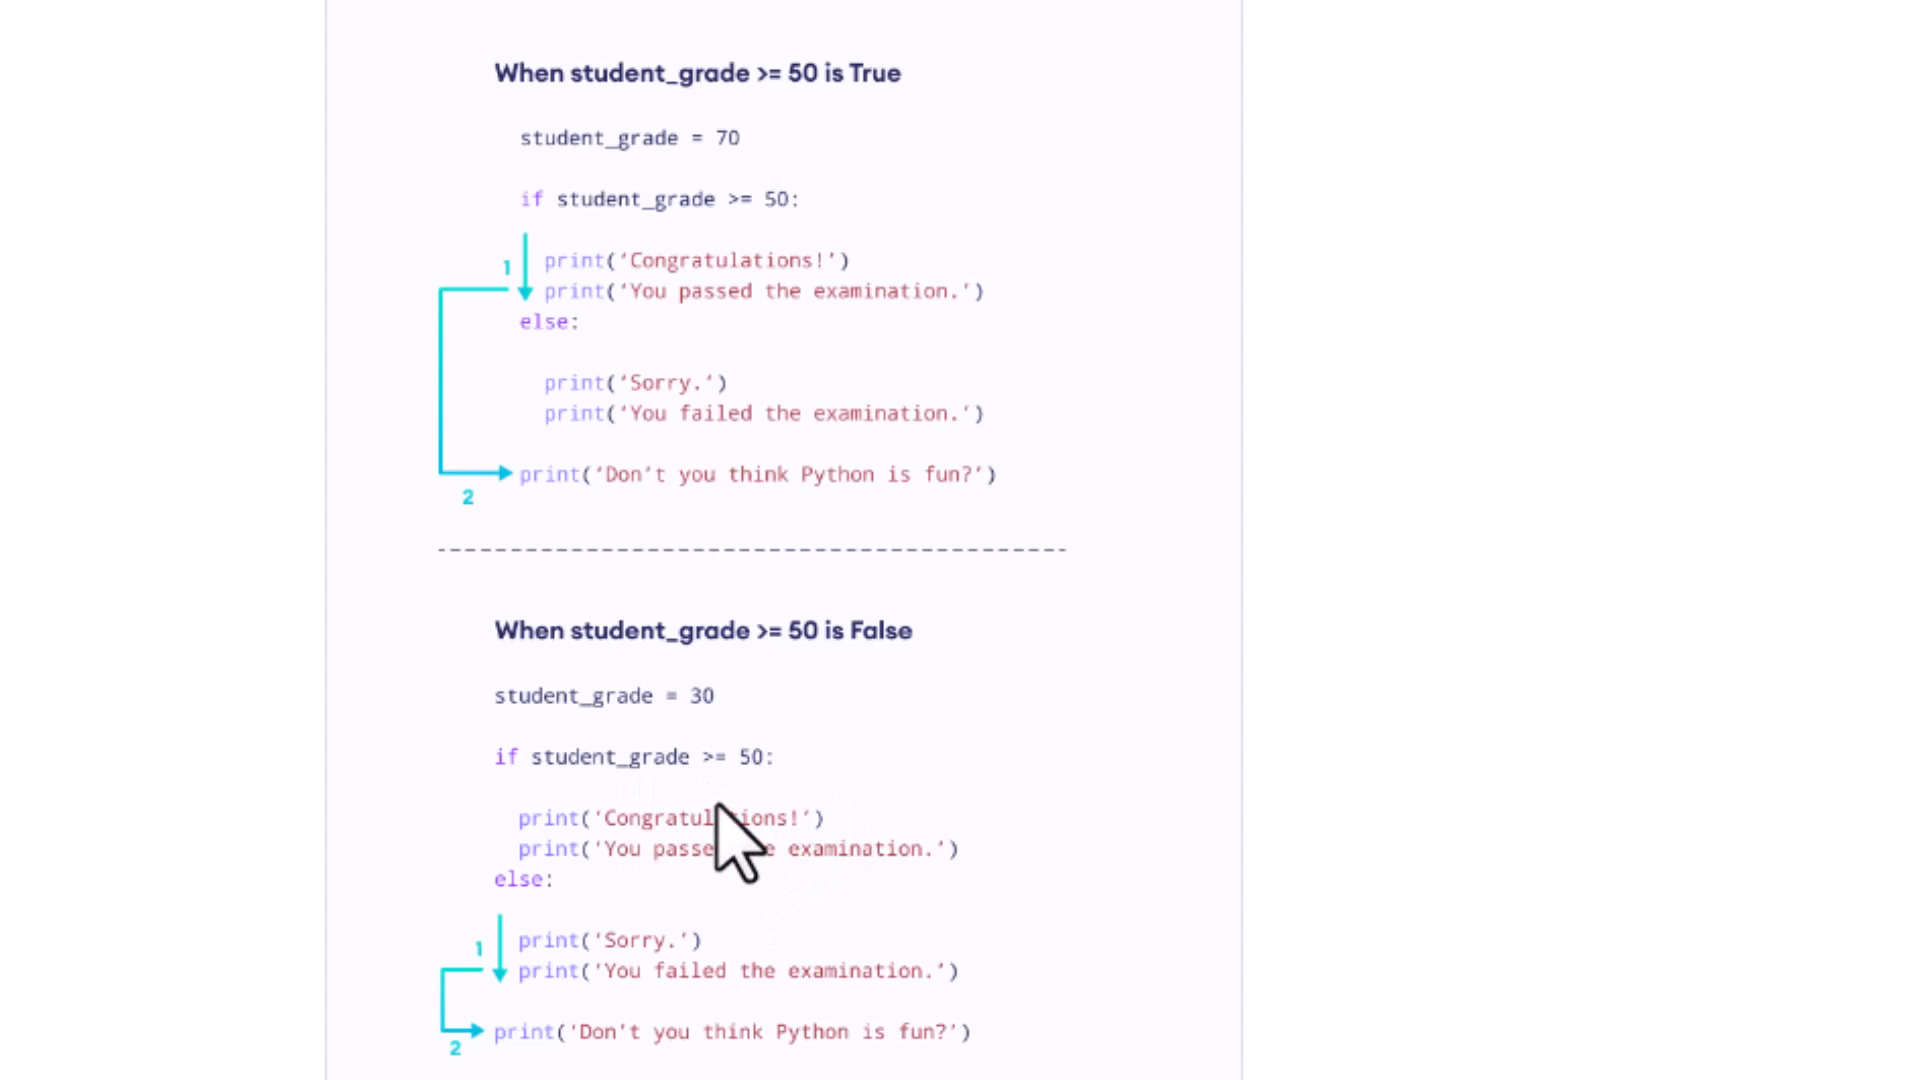 When student_grade >= 50 is True
student_grade = 70
if student_grade >= 50:
1
print(‘Congratulations!’)
print(‘You passed the examination.’)
else:
print(‘Sorry.’)
print(‘You failed the examination.’)
print(‘Don’t you think Python is fun?’)
2
When student_grade >= 50 is False
student_grade = 30
if student_grade >= 50:
print(‘Congratul ions!’)
print(‘You passe e examination.’)
else:
1
print(‘Sorry.’)
print(‘You failed the examination.’)
print(‘Don’t you think Python is fun?’)
2